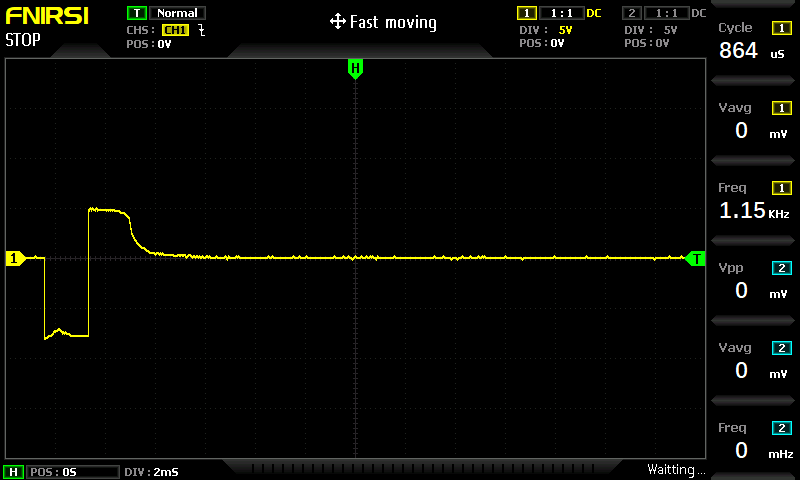 FNIRSI
STOP
T Normal
CHS: CH1
POS: 0V
Fast moving
1 1:1 DC
DIV: 5V
POS: 0V
2 1:1 DC
DIV: 5V
POS: 0V
H
1
T
Cycle 1
864 uS
Vavg 1
0 mV
Freq 1
1.15 KHz
Vpp 2
0 mV
Vavg 2
0 mV
Freq 2
0 mHz
H POS: 0S DIV: 2mS
Waitting...